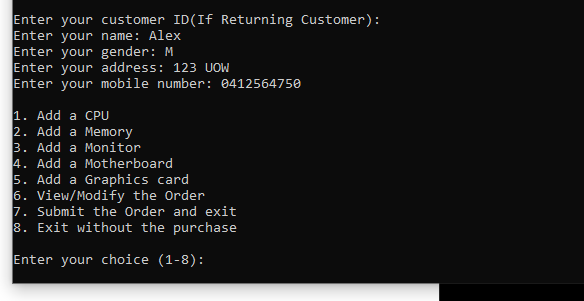 Enter your customer ID(If Returning Customer):
Enter your name: Alex
Enter your gender: M
Enter your address: 123 UOW
Enter your mobile number: 0412564750
1. Add a CPU
2. Add a Memory
3. Add a Monitor
4. Add a Motherboard
5. Add a Graphics card
6. View/Modify the Order
7. Submit the Order and exit
8. Exit without the purchase
Enter your choice (1-8):